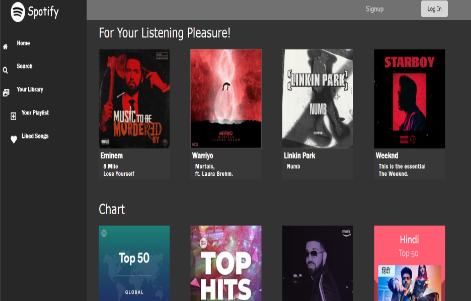 Spotify
Signup
Log In
Home
Search
Your Library
Your Playlist
Liked Songs
For Your Listening Pleasure!
MUSIC TO BE MURDERED BY
LINKIN PARK
NUMB
STARBOY
Eminem
8 Mile
Lose Yourself
Warriyo
Mortals,
ft. Laura Brehm.
Linkin Park
Numb
Weeknd
This is the essential
The Weeknd.
Chart
Top 50
GLOBAL
TOP
HITS
Hindi
Top 50
हिंदी